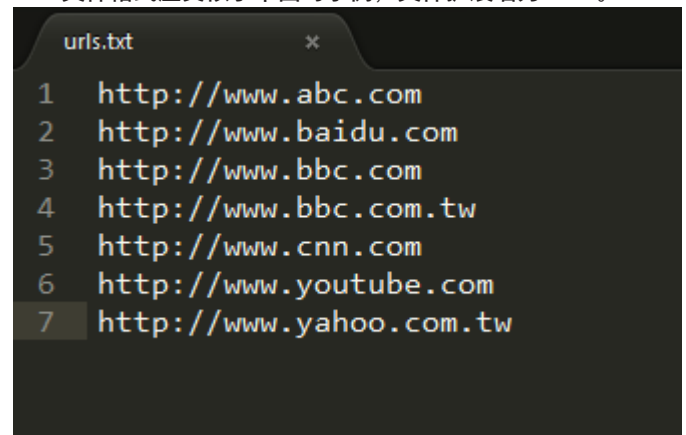 urls.txt ×
1 http://www.abc.com
2 http://www.baidu.com
3 http://www.bbc.com
4 http://www.bbc.com.tw
5 http://www.cnn.com
6 http://www.youtube.com
7 http://www.yahoo.com.tw